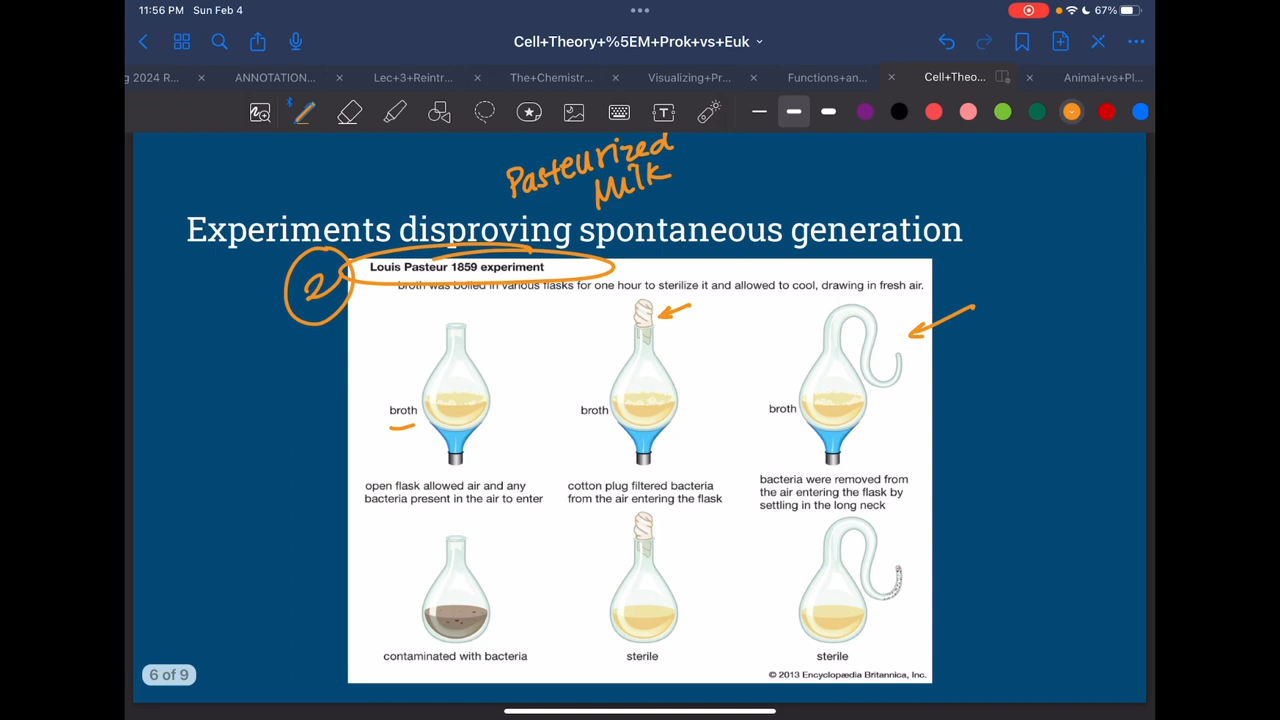 11:56 PM Sun Feb 4
67%
Cell+Theory+%5EM+Prok+vs+Euk
g 2024 R...
ANNOTATION...
Lec+3+Reintr...
The+Chemistr...
Visualizing+Pr...
Functions+an...
Cell+Theo...
Animal+vs+Pl...
Pasteurized
Milk
Experiments disproving spontaneous generation
2
Louis Pasteur 1859 experiment
broth was boiled in various flasks for one hour to sterilize it and allowed to cool, drawing in fresh air.
broth
broth
broth
open flask allowed air and any
bacteria present in the air to enter
cotton plug filtered bacteria
from the air entering the flask
bacteria were removed from
the air entering the flask by
settling in the long neck
contaminated with bacteria
sterile
sterile
© 2013 Encyclopædia Britannica, Inc.
6 of 9